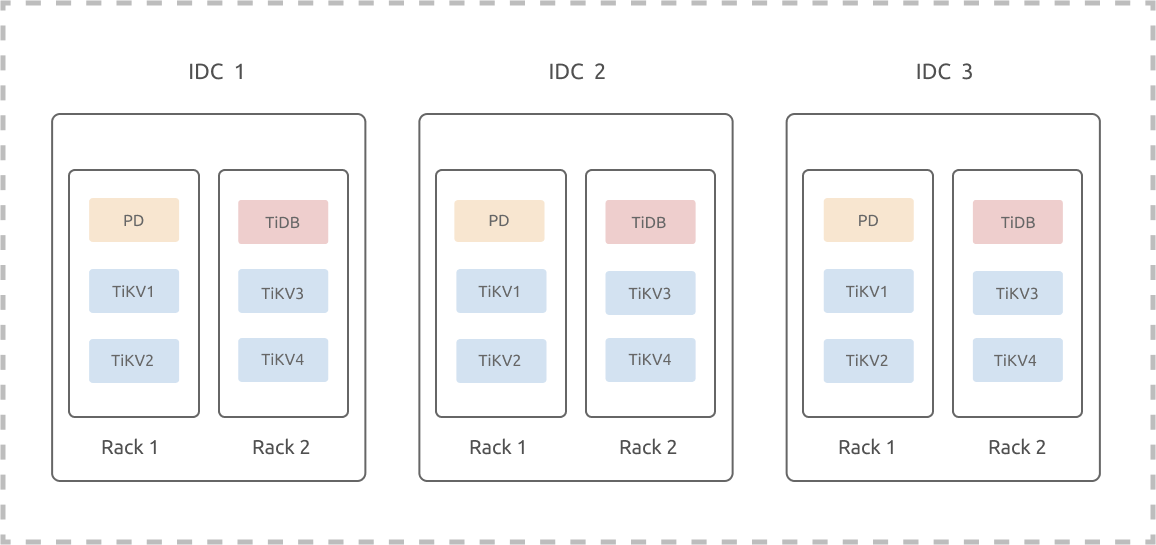 IDC 1
IDC 2
IDC 3
PD
TiDB
TiKV1
TiKV3
TiKV2
TiKV4
Rack 1
Rack 2
PD
TiDB
TiKV1
TiKV3
TiKV2
TiKV4
Rack 1
Rack 2
PD
TiDB
TiKV1
TiKV3
TiKV2
TiKV4
Rack 1
Rack 2